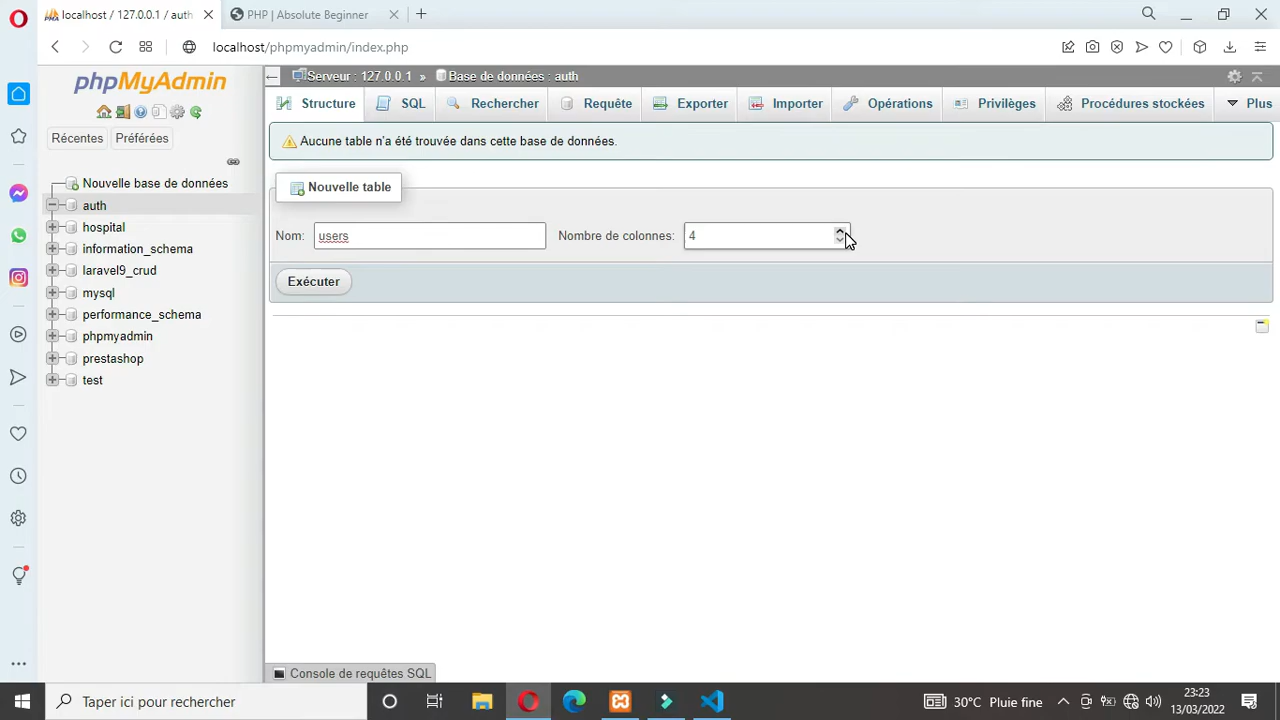 localhost / 127.0.0.1 / auth
PHP | Absolute Beginner
localhost/phpmyadmin/index.php
phpMyAdmin
Récentes
Préférées
Nouvelle base de données
auth
hospital
information_schema
laravel9_crud
mysql
performance_schema
phpmyadmin
prestashop
test
Serveur : 127.0.0.1 » Base de données : auth
Structure
SQL
Rechercher
Requête
Exporter
Importer
Opérations
Privilèges
Procédures stockées
Plus
Aucune table n'a été trouvée dans cette base de données.
Nouvelle table
Nom: users
Nombre de colonnes: 4
Exécuter
Console de requêtes SQL
Taper ici pour rechercher
30°C Pluie fine
23:23
13/03/2022